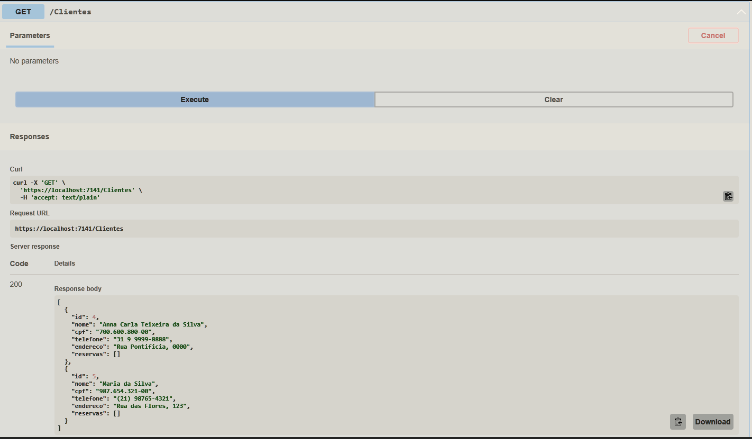 GET /Clientes
Parameters
Cancel
No parameters
Execute
Clear
Responses
Curl
curl -X 'GET' \
'https://localhost:7141/Clientes' \
-H 'accept: text/plain'
Request URL
https://localhost:7141/Clientes
Server response
Code Details
200
Response body
[
{
"id": 4,
"nome": "Anna Carla Teixeira da Silva",
"cpf": "700.600.800-00",
"telefone": "31 9 9999-8888",
"endereco": "Rua Pontificia, 0000",
"reservas": []
},
{
"id": 5,
"nome": "Maria da Silva",
"cpf": "987.654.321-00",
"telefone": "(21) 98765-4321",
"endereco": "Rua das Flores, 123",
"reservas": []
}
]
Download